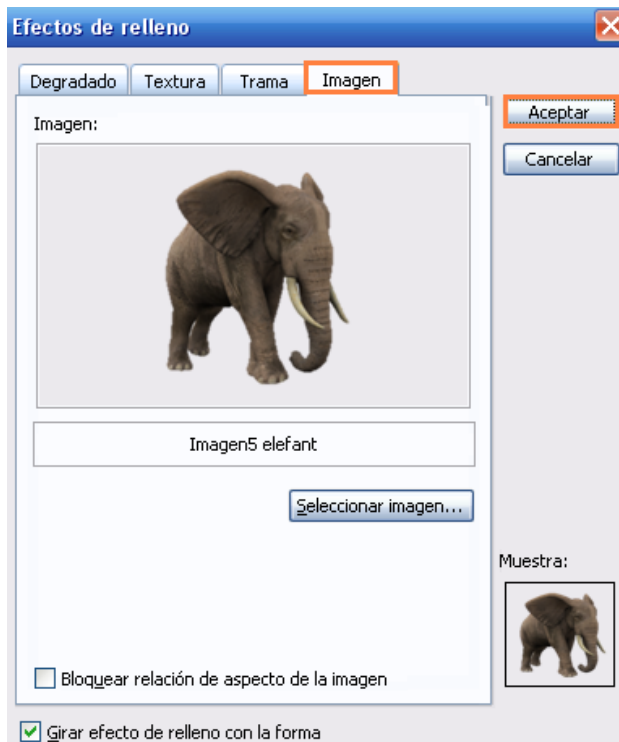 Efectos de relleno
Degradado Textura Trama Imagen
Imagen:
Aceptar
Cancelar
Imagen5 elefant
Seleccionar imagen...
Muestra:
Bloquear relación de aspecto de la imagen
Girar efecto de relleno con la forma